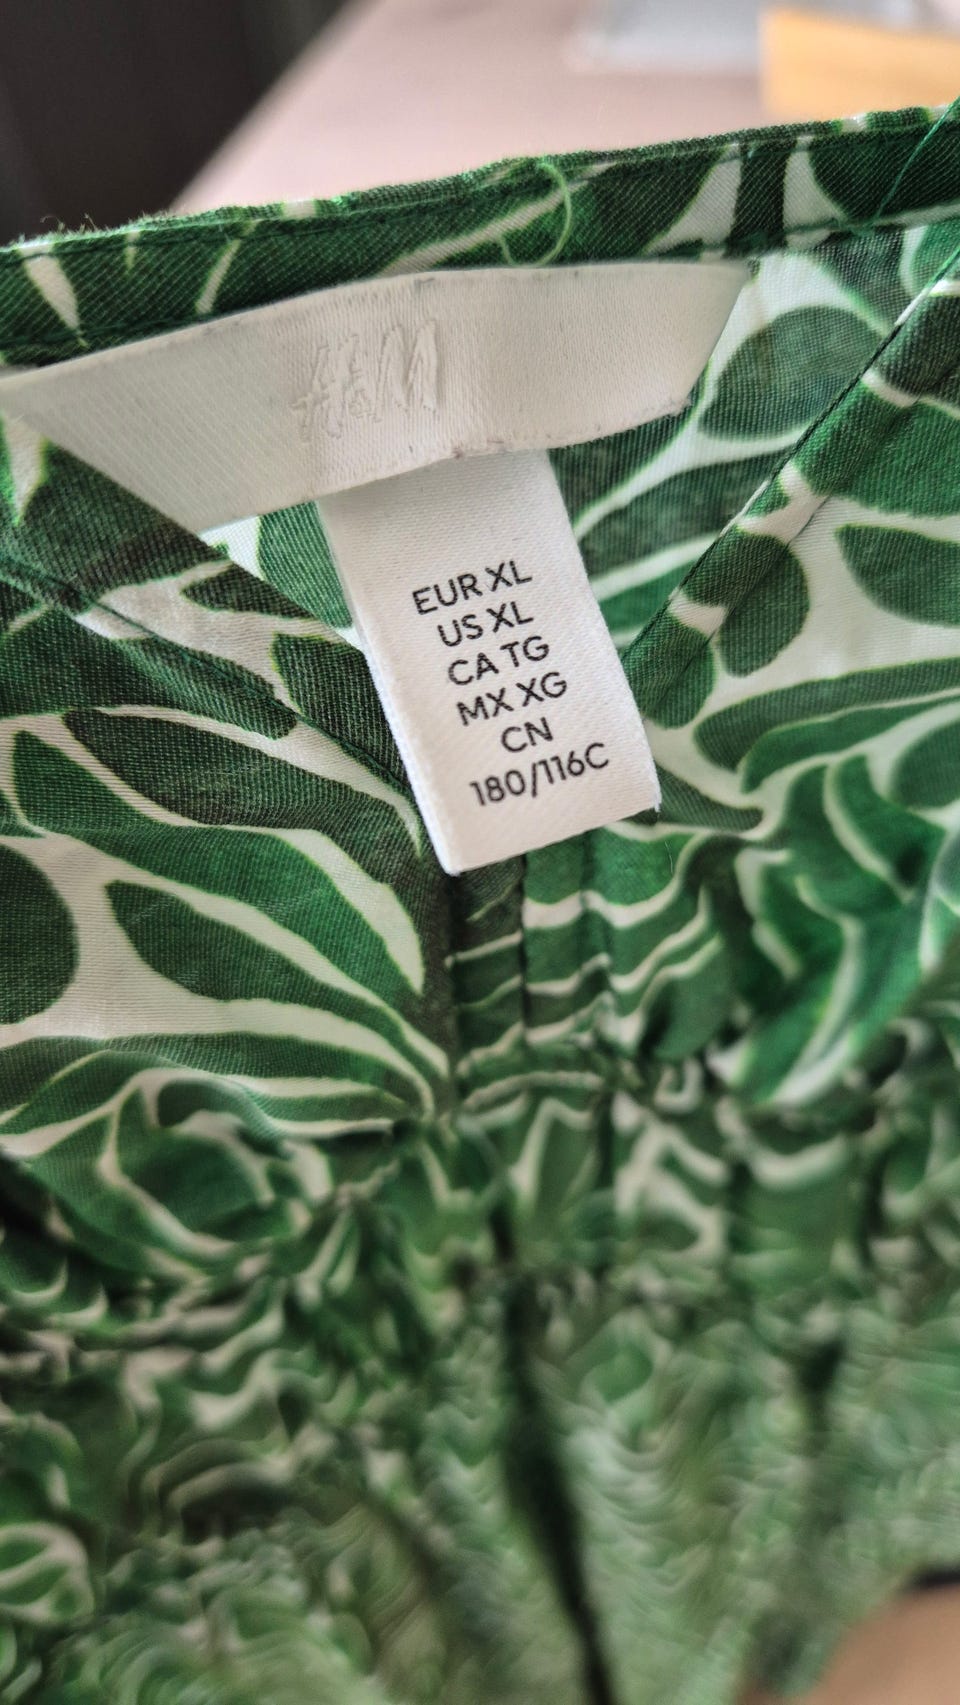 H&M
EUR XL
US XL
CA TG
MX XG
CN
180/116C